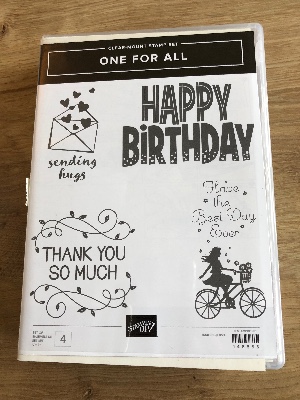 CLEAR-MOUNT STAMP SET
ONE FOR ALL
HAPPY
BiRTHDAY
sending
hugs
Have
the
Best Day
Ever
THANK YOU
SO MUCH
4
STAMPIN' UP!